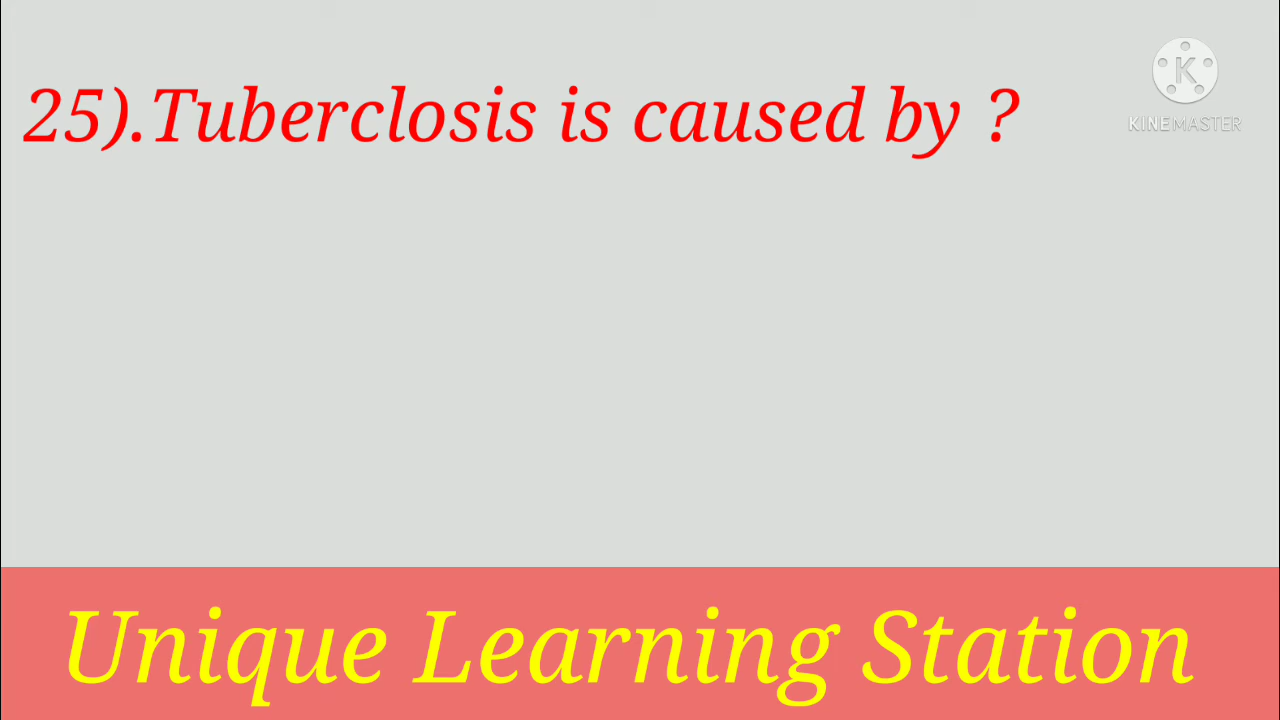 25).Tuberclosis is caused by ?
K
KINEMASTER
Unique Learning Station